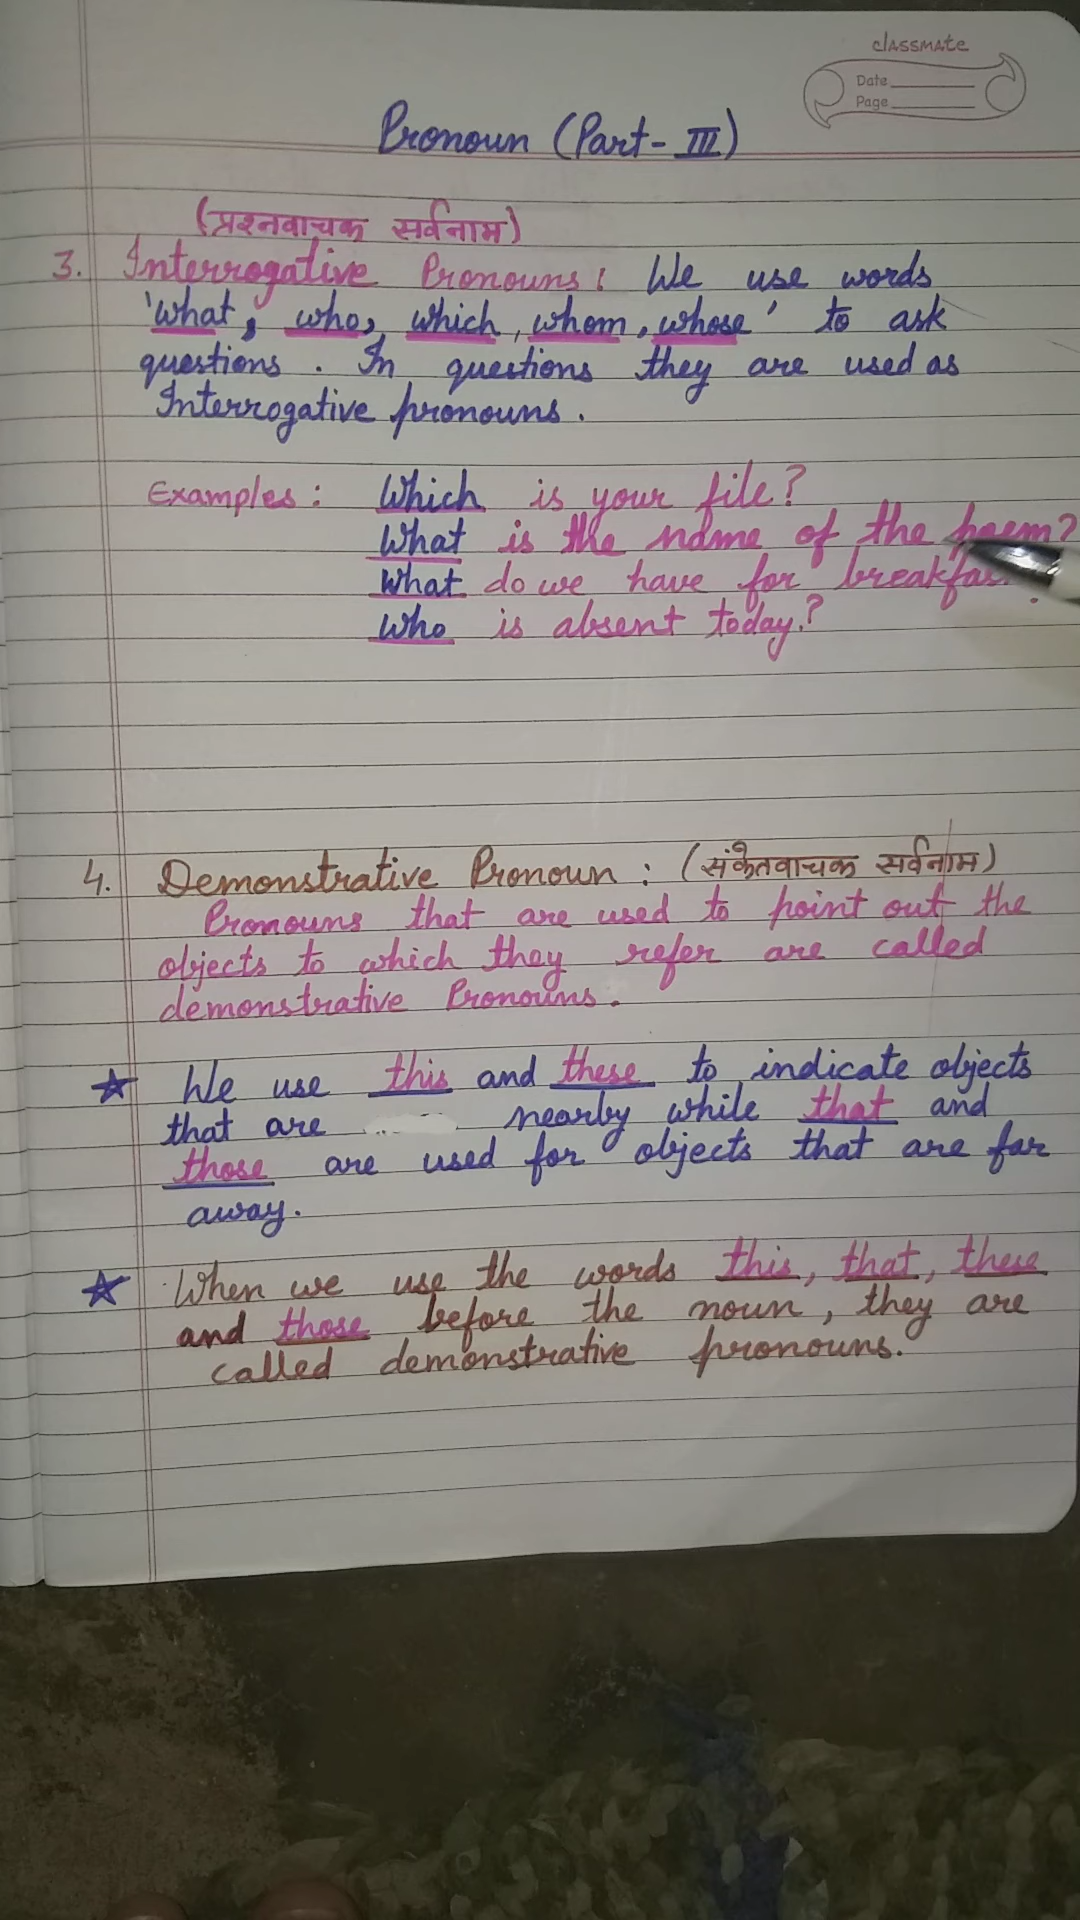 classmate
Date
Page
Pronoun (Part- III)
(प्रश्नवाचक सर्वनाम)
3. Interrogative Pronouns: We use words
'what, who, which, whom, whose' to ask
questions. In questions they are used as
Interrogative pronouns.
Examples: Which is your file?
What is the name of the poem?
What do we have for
Who is absent today.?
4. Demonstrative Pronoun: (संकेतवाचक सर्वनाम)
Pronouns that are used to point out the
objects to which they refer are called
demonstrative Pronouns.
☆ We use this and these to indicate objects
that are nearby while that and
those are used for objects that are far
away.
☆ When we use the words this, that, these
and those before the noun, they are
called demonstrative pronouns.